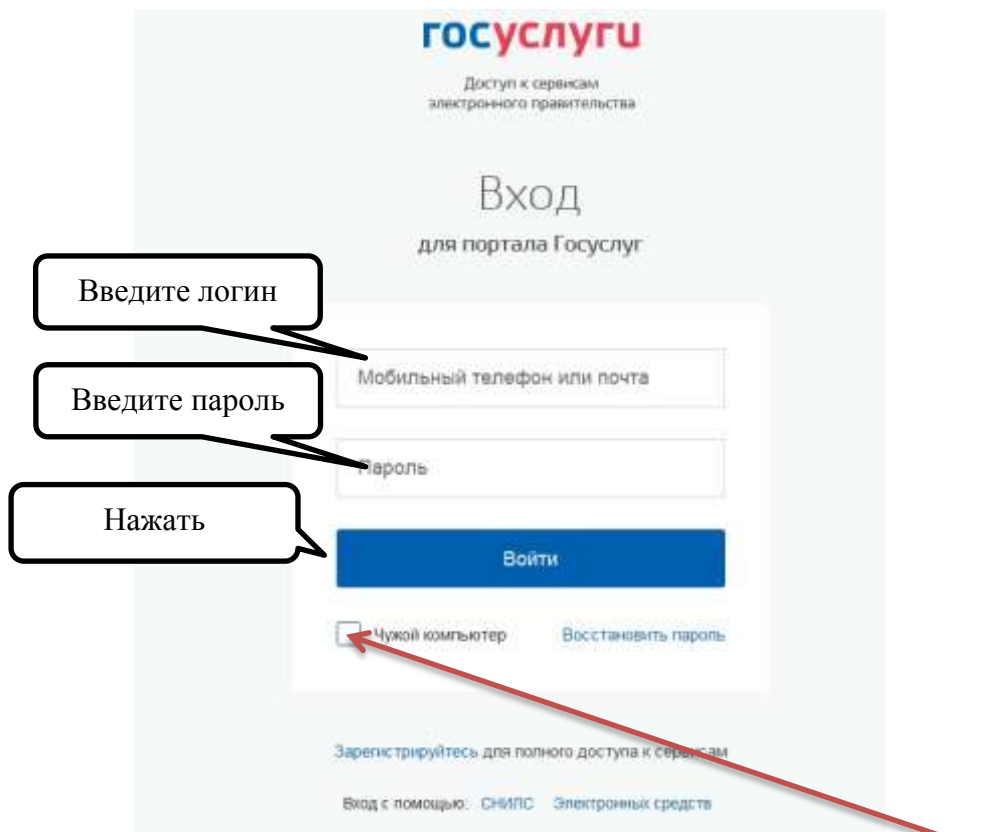 госуслуги
Доступ к сервисам
электронного правительства
Вход
для портала Госуслуг
Введите логин
Мобильный телефон или почта
Введите пароль
Пароль
Нажать
Войти
Чужой компьютер Восстановить пароль
Зарегистрируйтесь для полного доступа к сервисам
Вход с помощью: СНИЛС Электронных средств